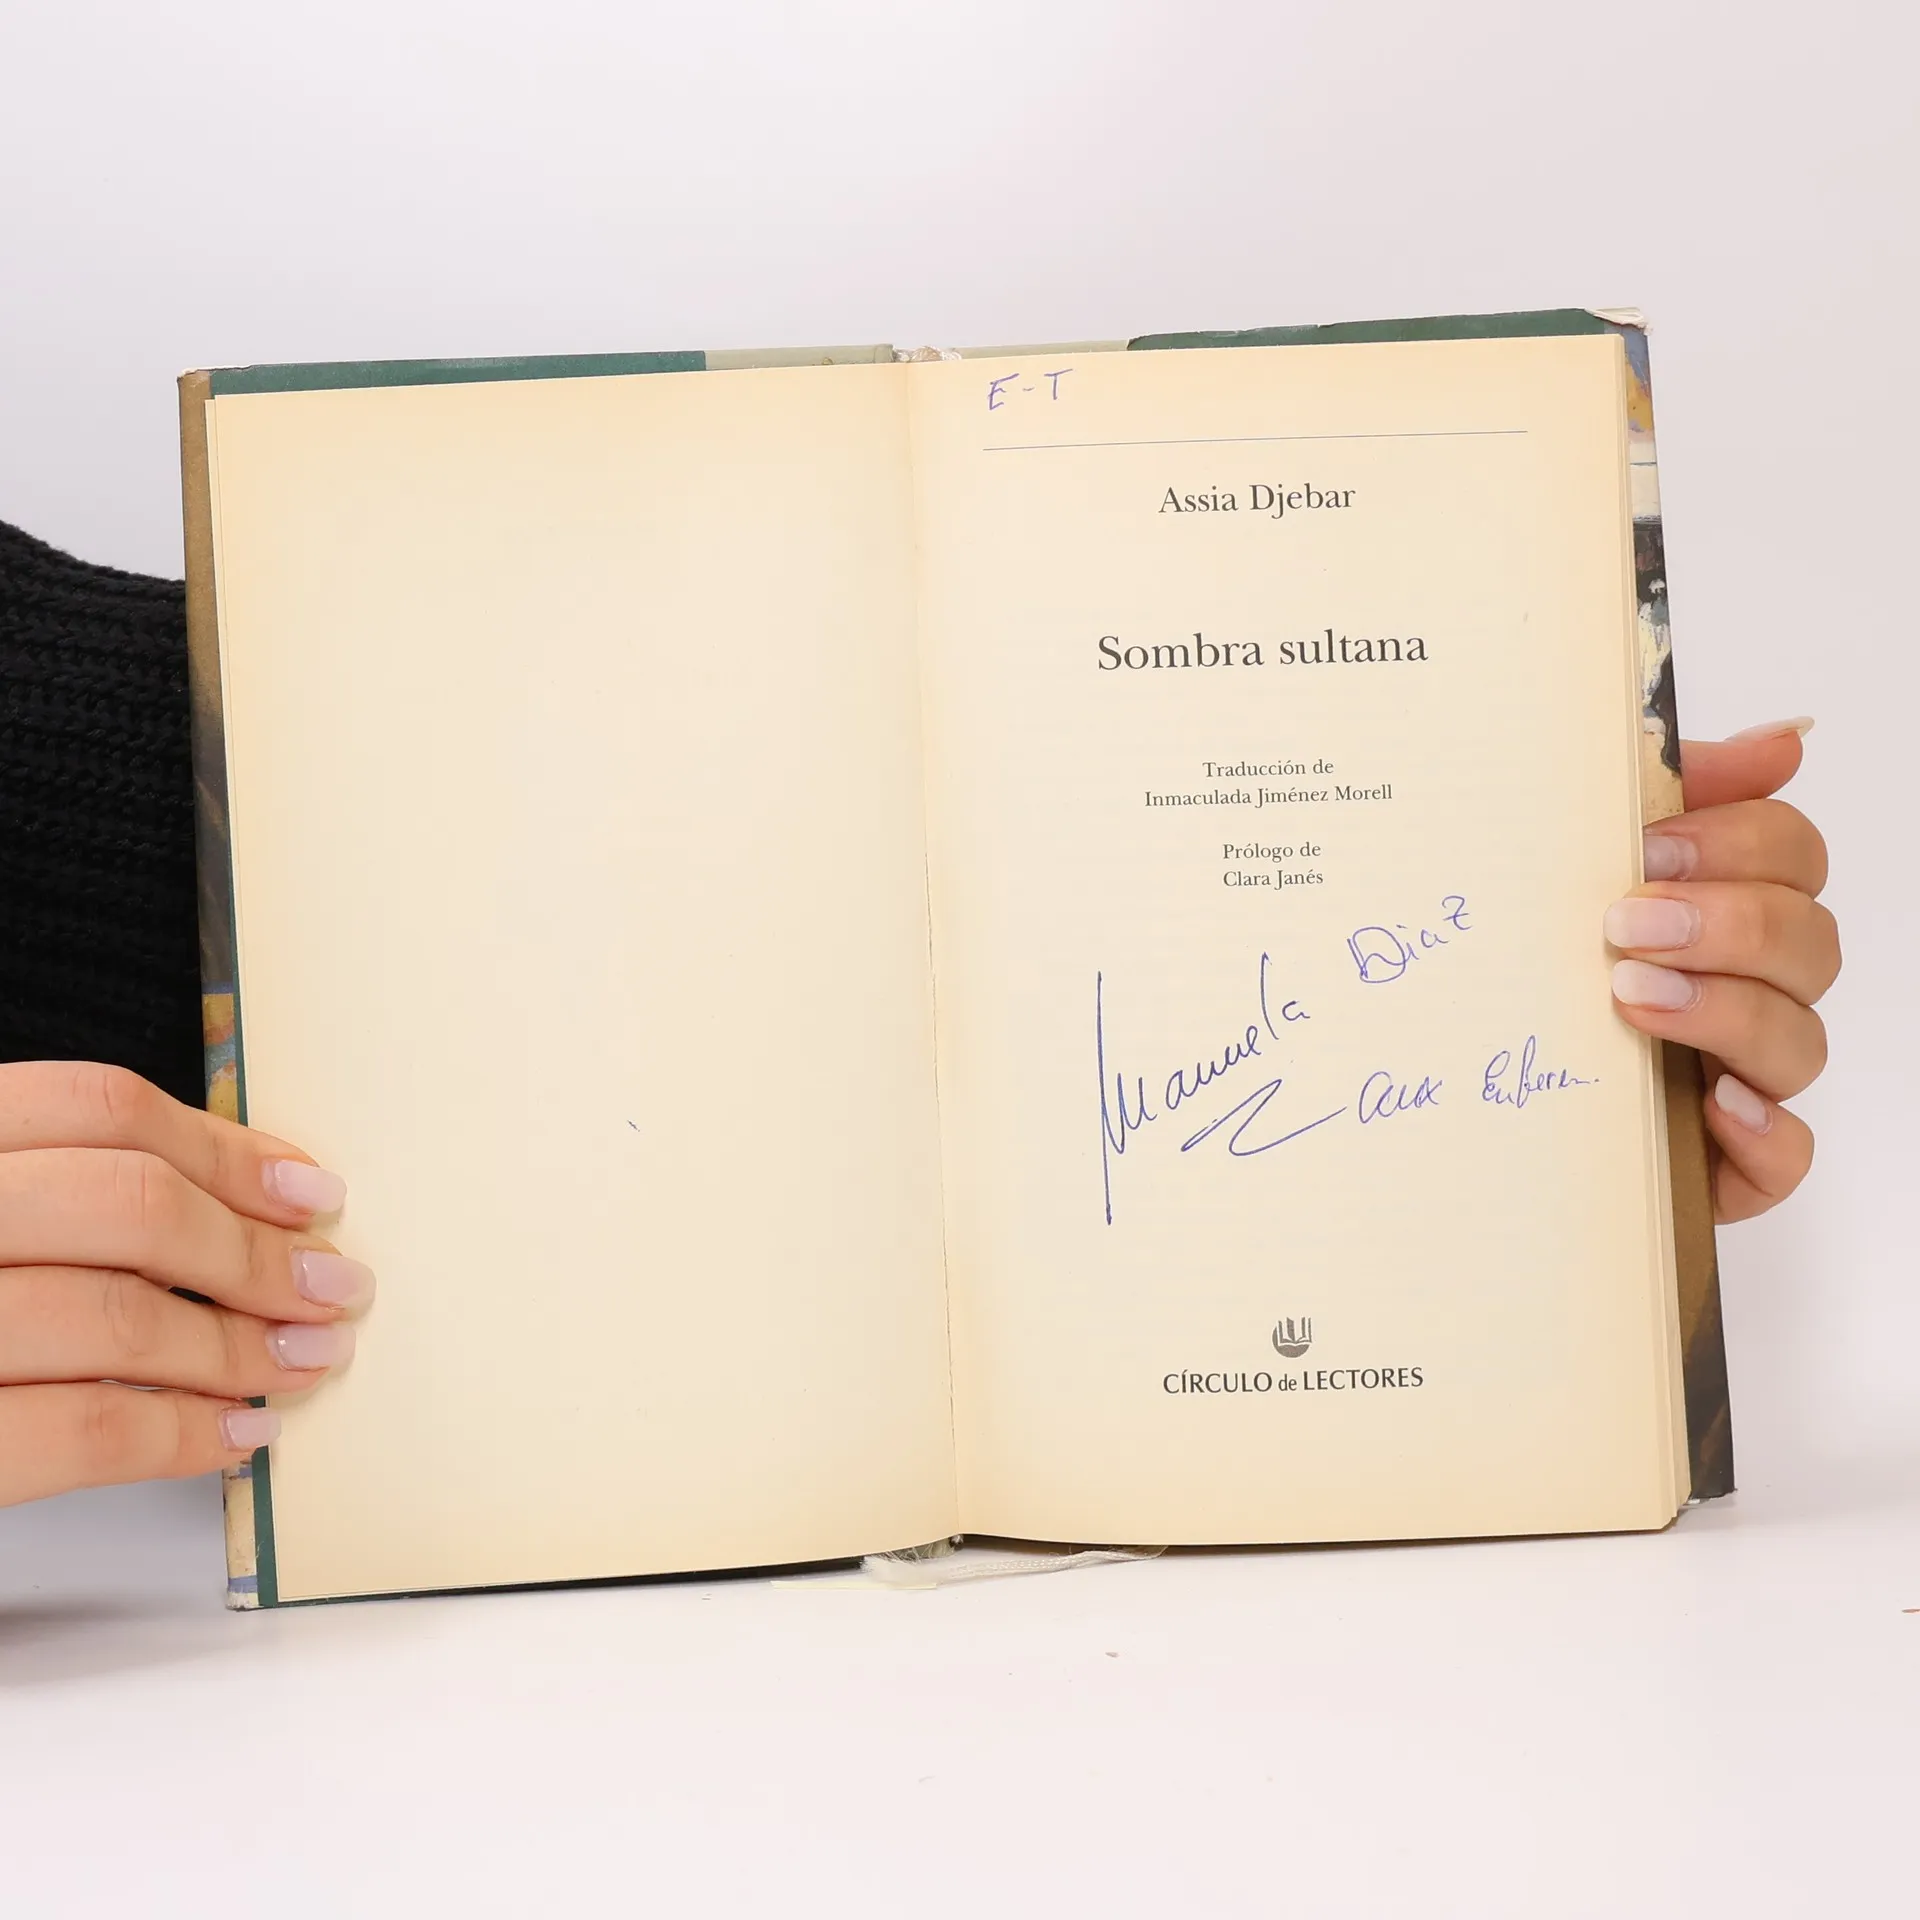 E-T
Assia Djebar
Sombra sultana
Traducción de
Inmaculada Jiménez Morell
Prólogo de
Clara Janés
Manuela Diaz
CÍRCULO de LECTORES